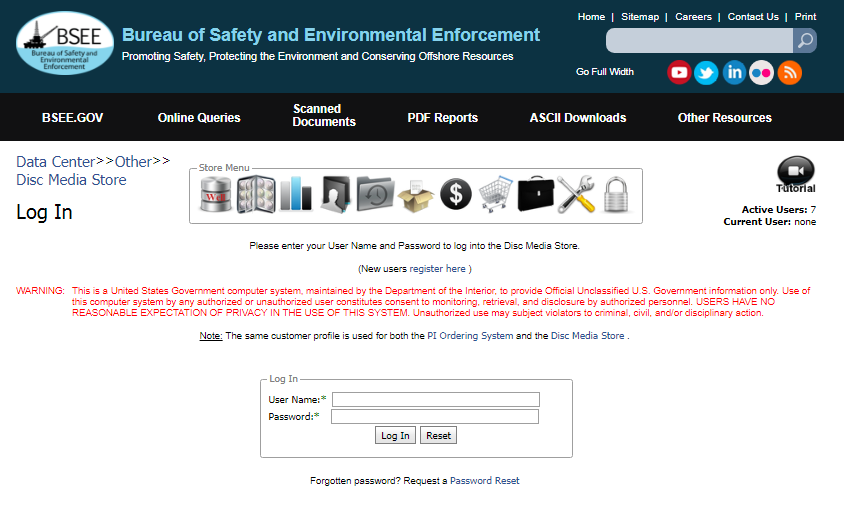 BSEE
Bureau of Safety and
Environmental
Enforcement
Bureau of Safety and Environmental Enforcement
Promoting Safety, Protecting the Environment and Conserving Offshore Resources
Home | Sitemap | Careers | Contact Us | Print
Go Full Width
in
BSEE.GOV
Online Queries
Scanned
Documents
PDF Reports
ASCII Downloads
Other Resources
Data Center>>Other>>
Disc Media Store
Log In
Store Menu
Well
$
Tutorial
Active Users: 7
Current User: none
Please enter your User Name and Password to log into the Disc Media Store.
(New users register here )
WARNING: This is a United States Government computer system, maintained by the Department of the Interior, to provide Official Unclassified U.S. Government information only. Use of
this computer system by any authorized or unauthorized user constitutes consent to monitoring, retrieval, and disclosure by authorized personnel. USERS HAVE NO
REASONABLE EXPECTATION OF PRIVACY IN THE USE OF THIS SYSTEM. Unauthorized use may subject violators to criminal, civil, and/or disciplinary action.
Note: The same customer profile is used for both the PI Ordering System and the Disc Media Store .
Log In
User Name:*
Password:*
Log In Reset
Forgotten password? Request a Password Reset